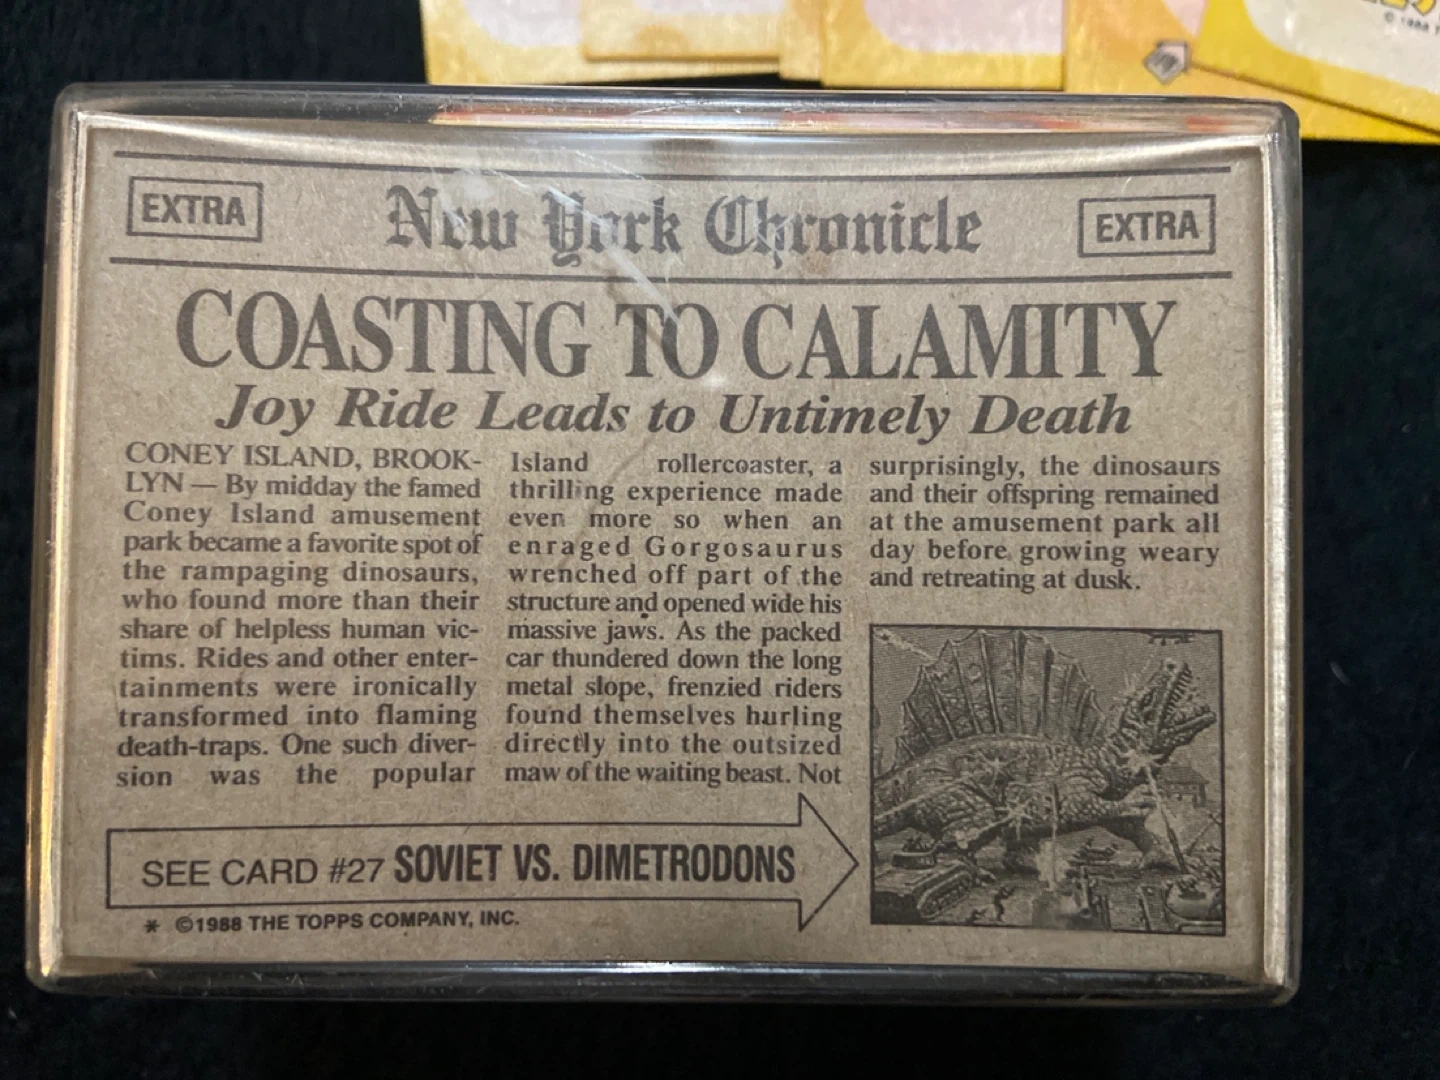 © 1988 T
EXTRA
New York Chronicle
EXTRA
COASTING TO CALAMITY
Joy Ride Leads to Untimely Death
CONEY ISLAND, BROOK-
LYN — By midday the famed
Coney Island amusement
park became a favorite spot of
the rampaging dinosaurs,
who found more than their
share of helpless human vic-
tims. Rides and other enter-
tainments were ironically
transformed into flaming
death-traps. One such diver-
sion was the popular
Island rollercoaster, a
thrilling experience made
even more so when an
enraged Gorgosaurus
wrenched off part of the
structure and opened wide his
massive jaws. As the packed
car thundered down the long
metal slope, frenzied riders
found themselves hurling
directly into the outsized
maw of the waiting beast. Not
surprisingly, the dinosaurs
and their offspring remained
at the amusement park all
day before growing weary
and retreating at dusk.
SEE CARD #27 SOVIET VS. DIMETRODONS
* ©1988 THE TOPPS COMPANY, INC.